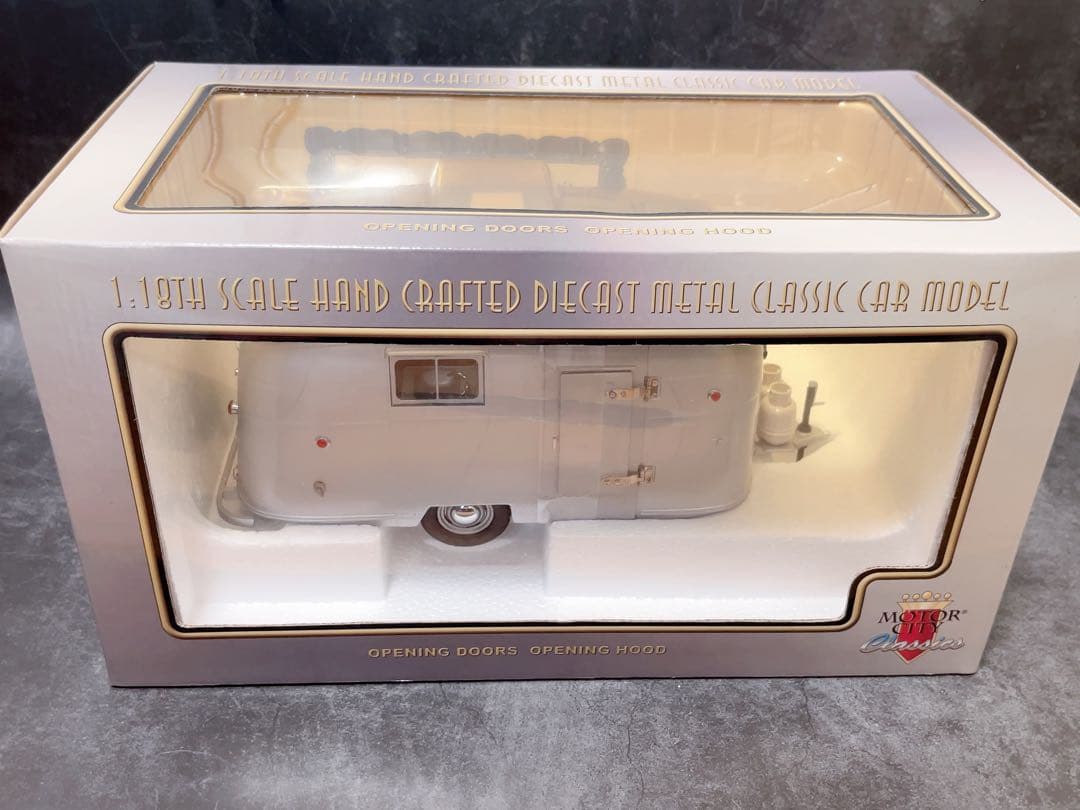 1:18TH SCALE HAND CRAFTED DIECAST METAL CLASSIC CAR MODEL
OPENING DOORS OPENING HOOD
1:18TH SCALE HAND CRAFTED DIECAST METAL CLASSIC CAR MODEL
OPENING DOORS OPENING HOOD
MOTOR®
CITY
Classics